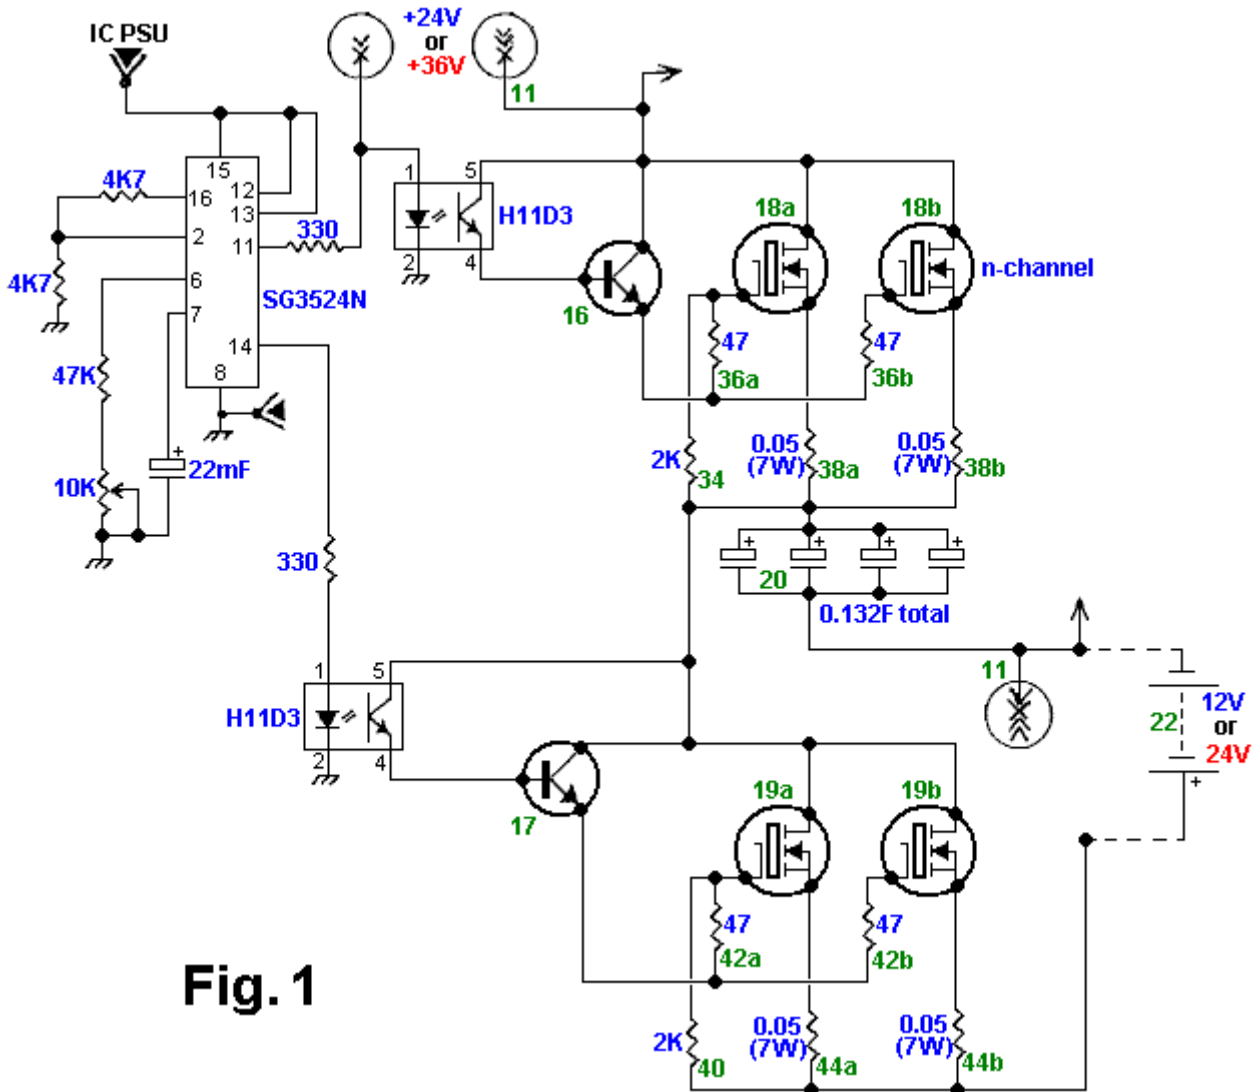 IC PSU
+24V
or
+36V
11
15
4K7
16
12
13
1
5
H11D3
18a
18b
2
11
330
n-channel
4K7
6
2
4
SG3524N
7
16
14
47
47
47K
8
36a
36b
0.05
(7W)
0.05
(7W)
2K
34
38a
38b
22mF
10K
330
20
0.132F total
1
5
11
12V
22
or
24V
H11D3
2
4
19a
19b
17
47
47
42a
42b
Fig. 1
0.05
(7W)
0.05
(7W)
2K
40
44a
44b